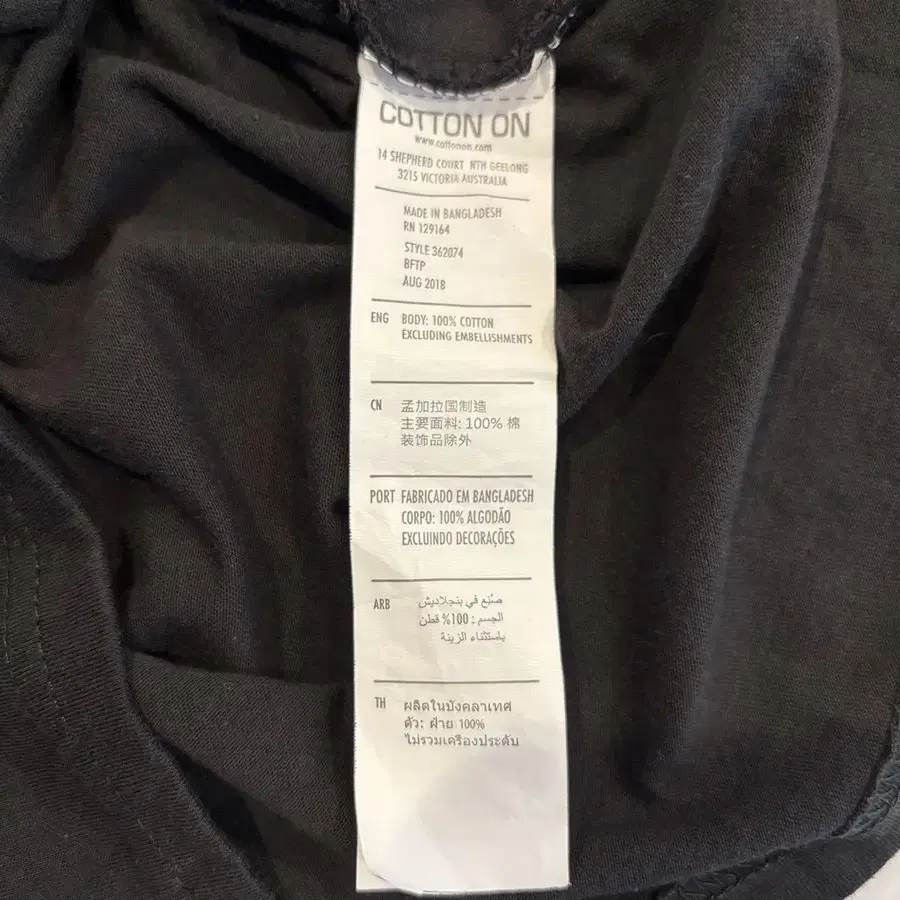 COTTON ON
www.cottonon.com
14 SHEPHERD COURT NTH GEELONG
3215 VICTORIA AUSTRALIA
MADE IN BANGLADESH
RN 129164
STYLE 362074
BFTP
AUG 2018
ENG BODY: 100% COTTON
EXCLUDING EMBELLISHMENTS
CN 孟加拉国制造
主要面料: 100% 棉
装饰品除外
PORT FABRICADO EM BANGLADESH
CORPO: 100% ALGODÃO
EXCLUINDO DECORAÇÕES
ARB صُنِع في بنجلاديش
الجسم: 100% قطن
باستثناء الزينة
TH ผลิตในบังคลาเทศ
ตัว: ฝ้าย 100%
ไม่รวมเครื่องประดับ